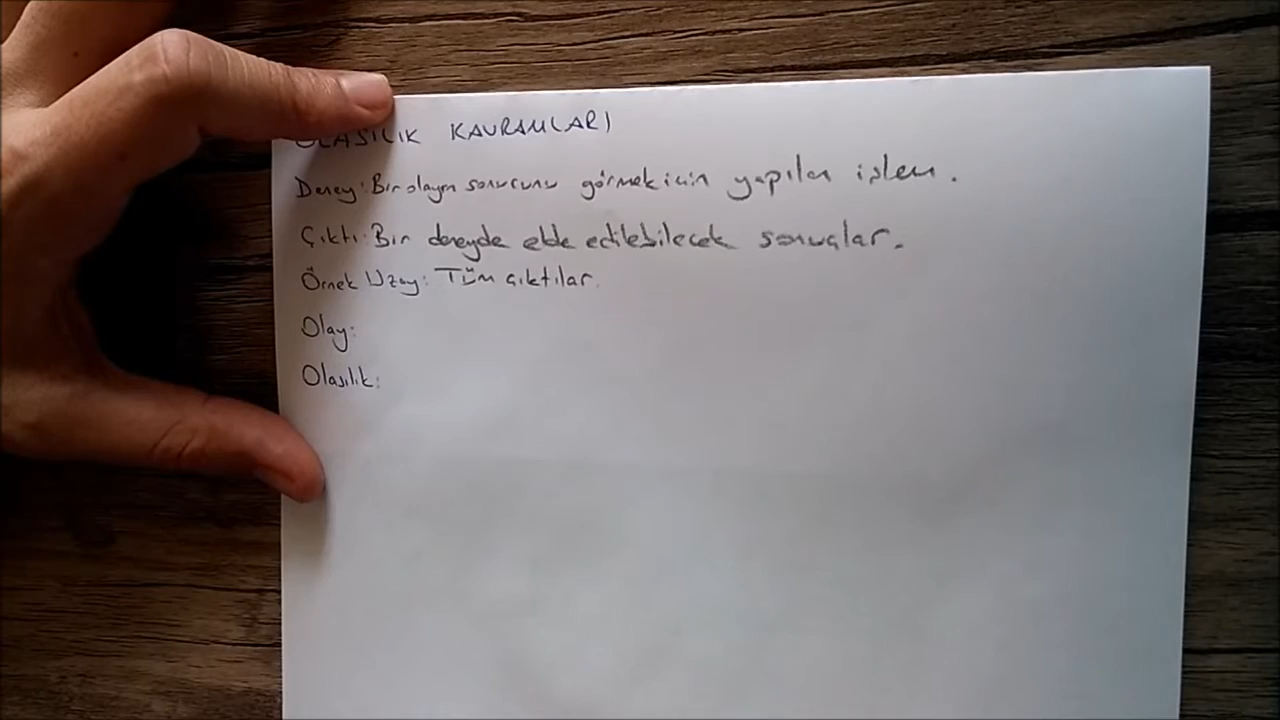 OLASILIK KAVRAMLARI
Deney: Bir olayın sonucunu görmek için yapılan işlem.
Çıktı: Bir deneyde elde edilebilecek sonuçlar.
Örnek Uzay: Tüm çıktılar.
Olay:
Olasılık: